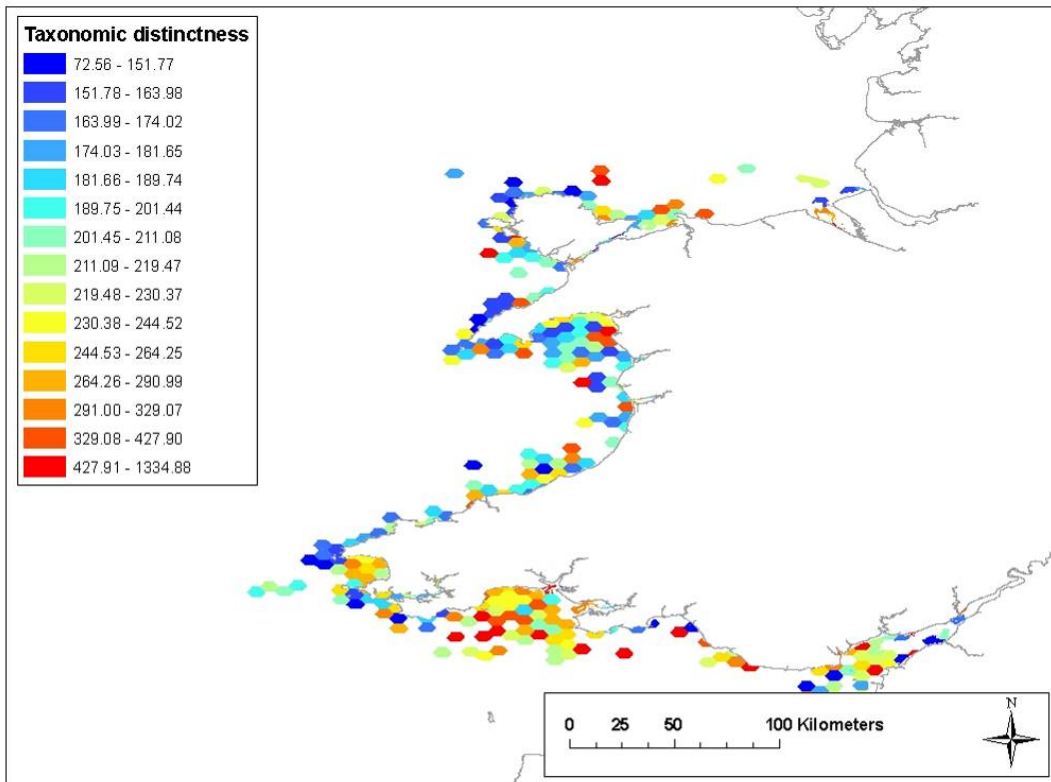 Taxonomic distinctness
72.56 - 151.77
151.78 - 163.98
163.99 - 174.02
174.03 - 181.65
181.66 - 189.74
189.75 - 201.44
201.45 - 211.08
211.09 - 219.47
219.48 - 230.37
230.38 - 244.52
244.53 - 264.25
264.26 - 290.99
291.00 - 329.07
329.08 - 427.90
427.91 - 1334.88
N
0 25 50 100 Kilometers